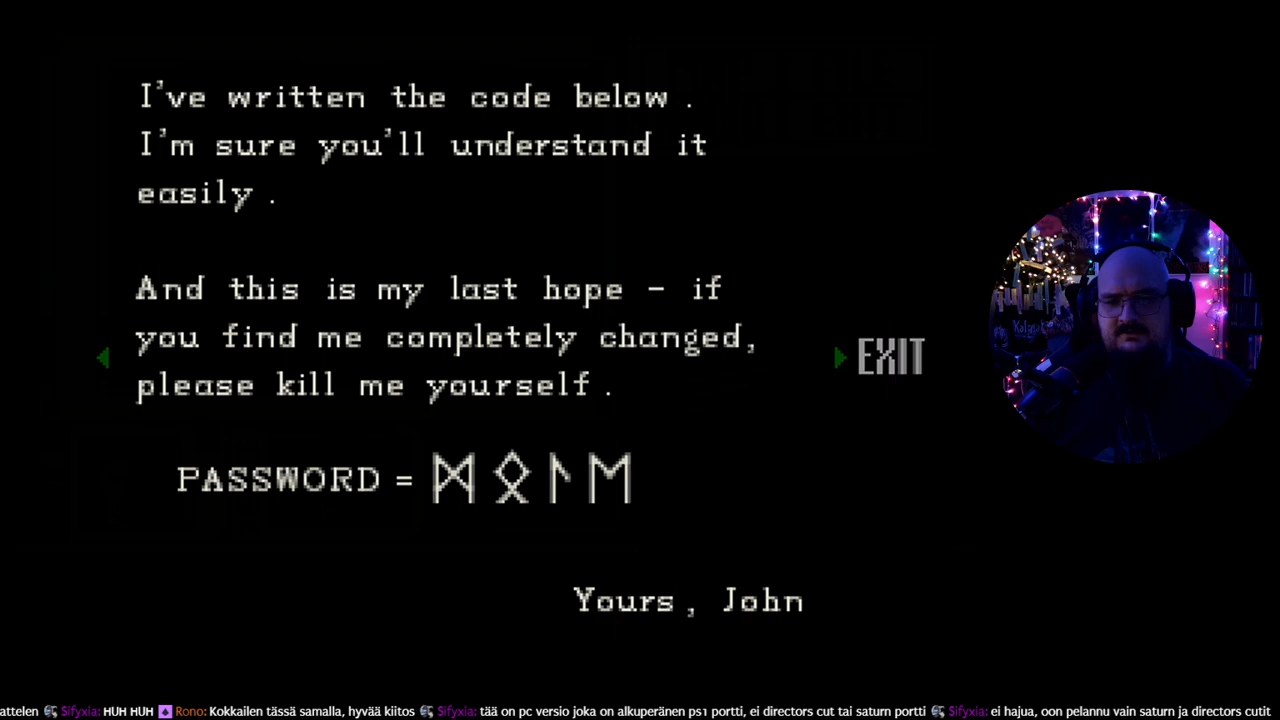 I've written the code below .
I'm sure you'll understand it
easily .
And this is my last hope - if
you find me completely changed,
please kill me yourself .
EXIT
PASSWORD = ᛞᛟᛚᛖ
Yours , John
attelen Sifyxia: HUH HUH Rono: Kokkailen tässä samalla, hyvää kiitos Sifyxia: tää on pc versio joka on alkuperänen ps1 portti, ei directors cut tai saturn portti Sifyxia: ei hajua, oon pelannu vain saturn ja directors cutit